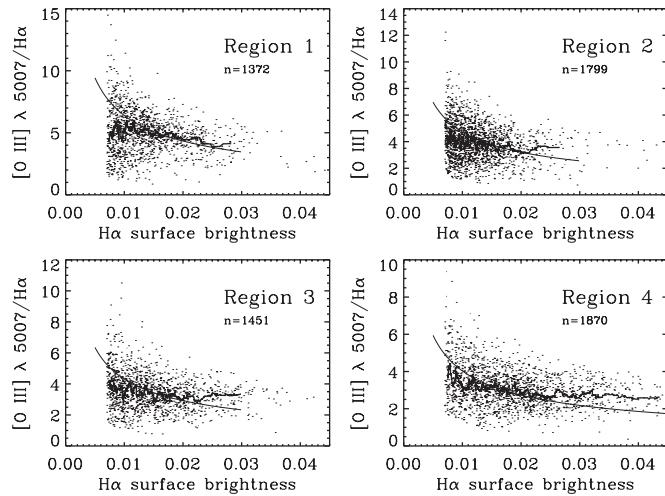 15
10
5
0
[O III] λ 5007/Hα
Region 1
n=1372
0.00 0.01 0.02 0.03 0.04
Hα surface brightness
14
12
10
8
6
4
2
0
[O III] λ 5007/Hα
Region 2
n=1799
0.00 0.01 0.02 0.03 0.04
Hα surface brightness
12
10
8
6
4
2
0
[O III] λ 5007/Hα
Region 3
n=1451
0.00 0.01 0.02 0.03 0.04
Hα surface brightness
10
8
6
4
2
0
[O III] λ 5007/Hα
Region 4
n=1870
0.00 0.01 0.02 0.03 0.04
Hα surface brightness